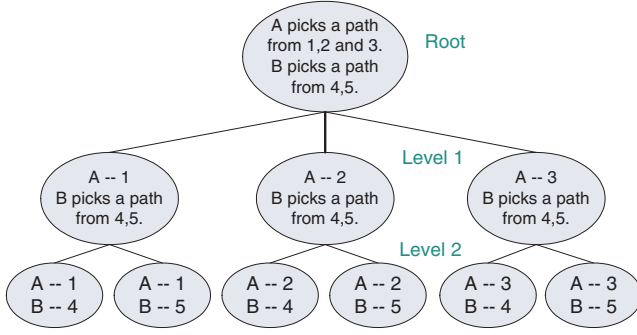 A picks a path
from 1,2 and 3.
B picks a path
from 4,5.
Root
Level 1
A -- 1
B picks a path
from 4,5.
A -- 2
B picks a path
from 4,5.
A -- 3
B picks a path
from 4,5.
Level 2
A -- 1
B -- 4
A -- 1
B -- 5
A -- 2
B -- 4
A -- 2
B -- 5
A -- 3
B -- 4
A -- 3
B -- 5